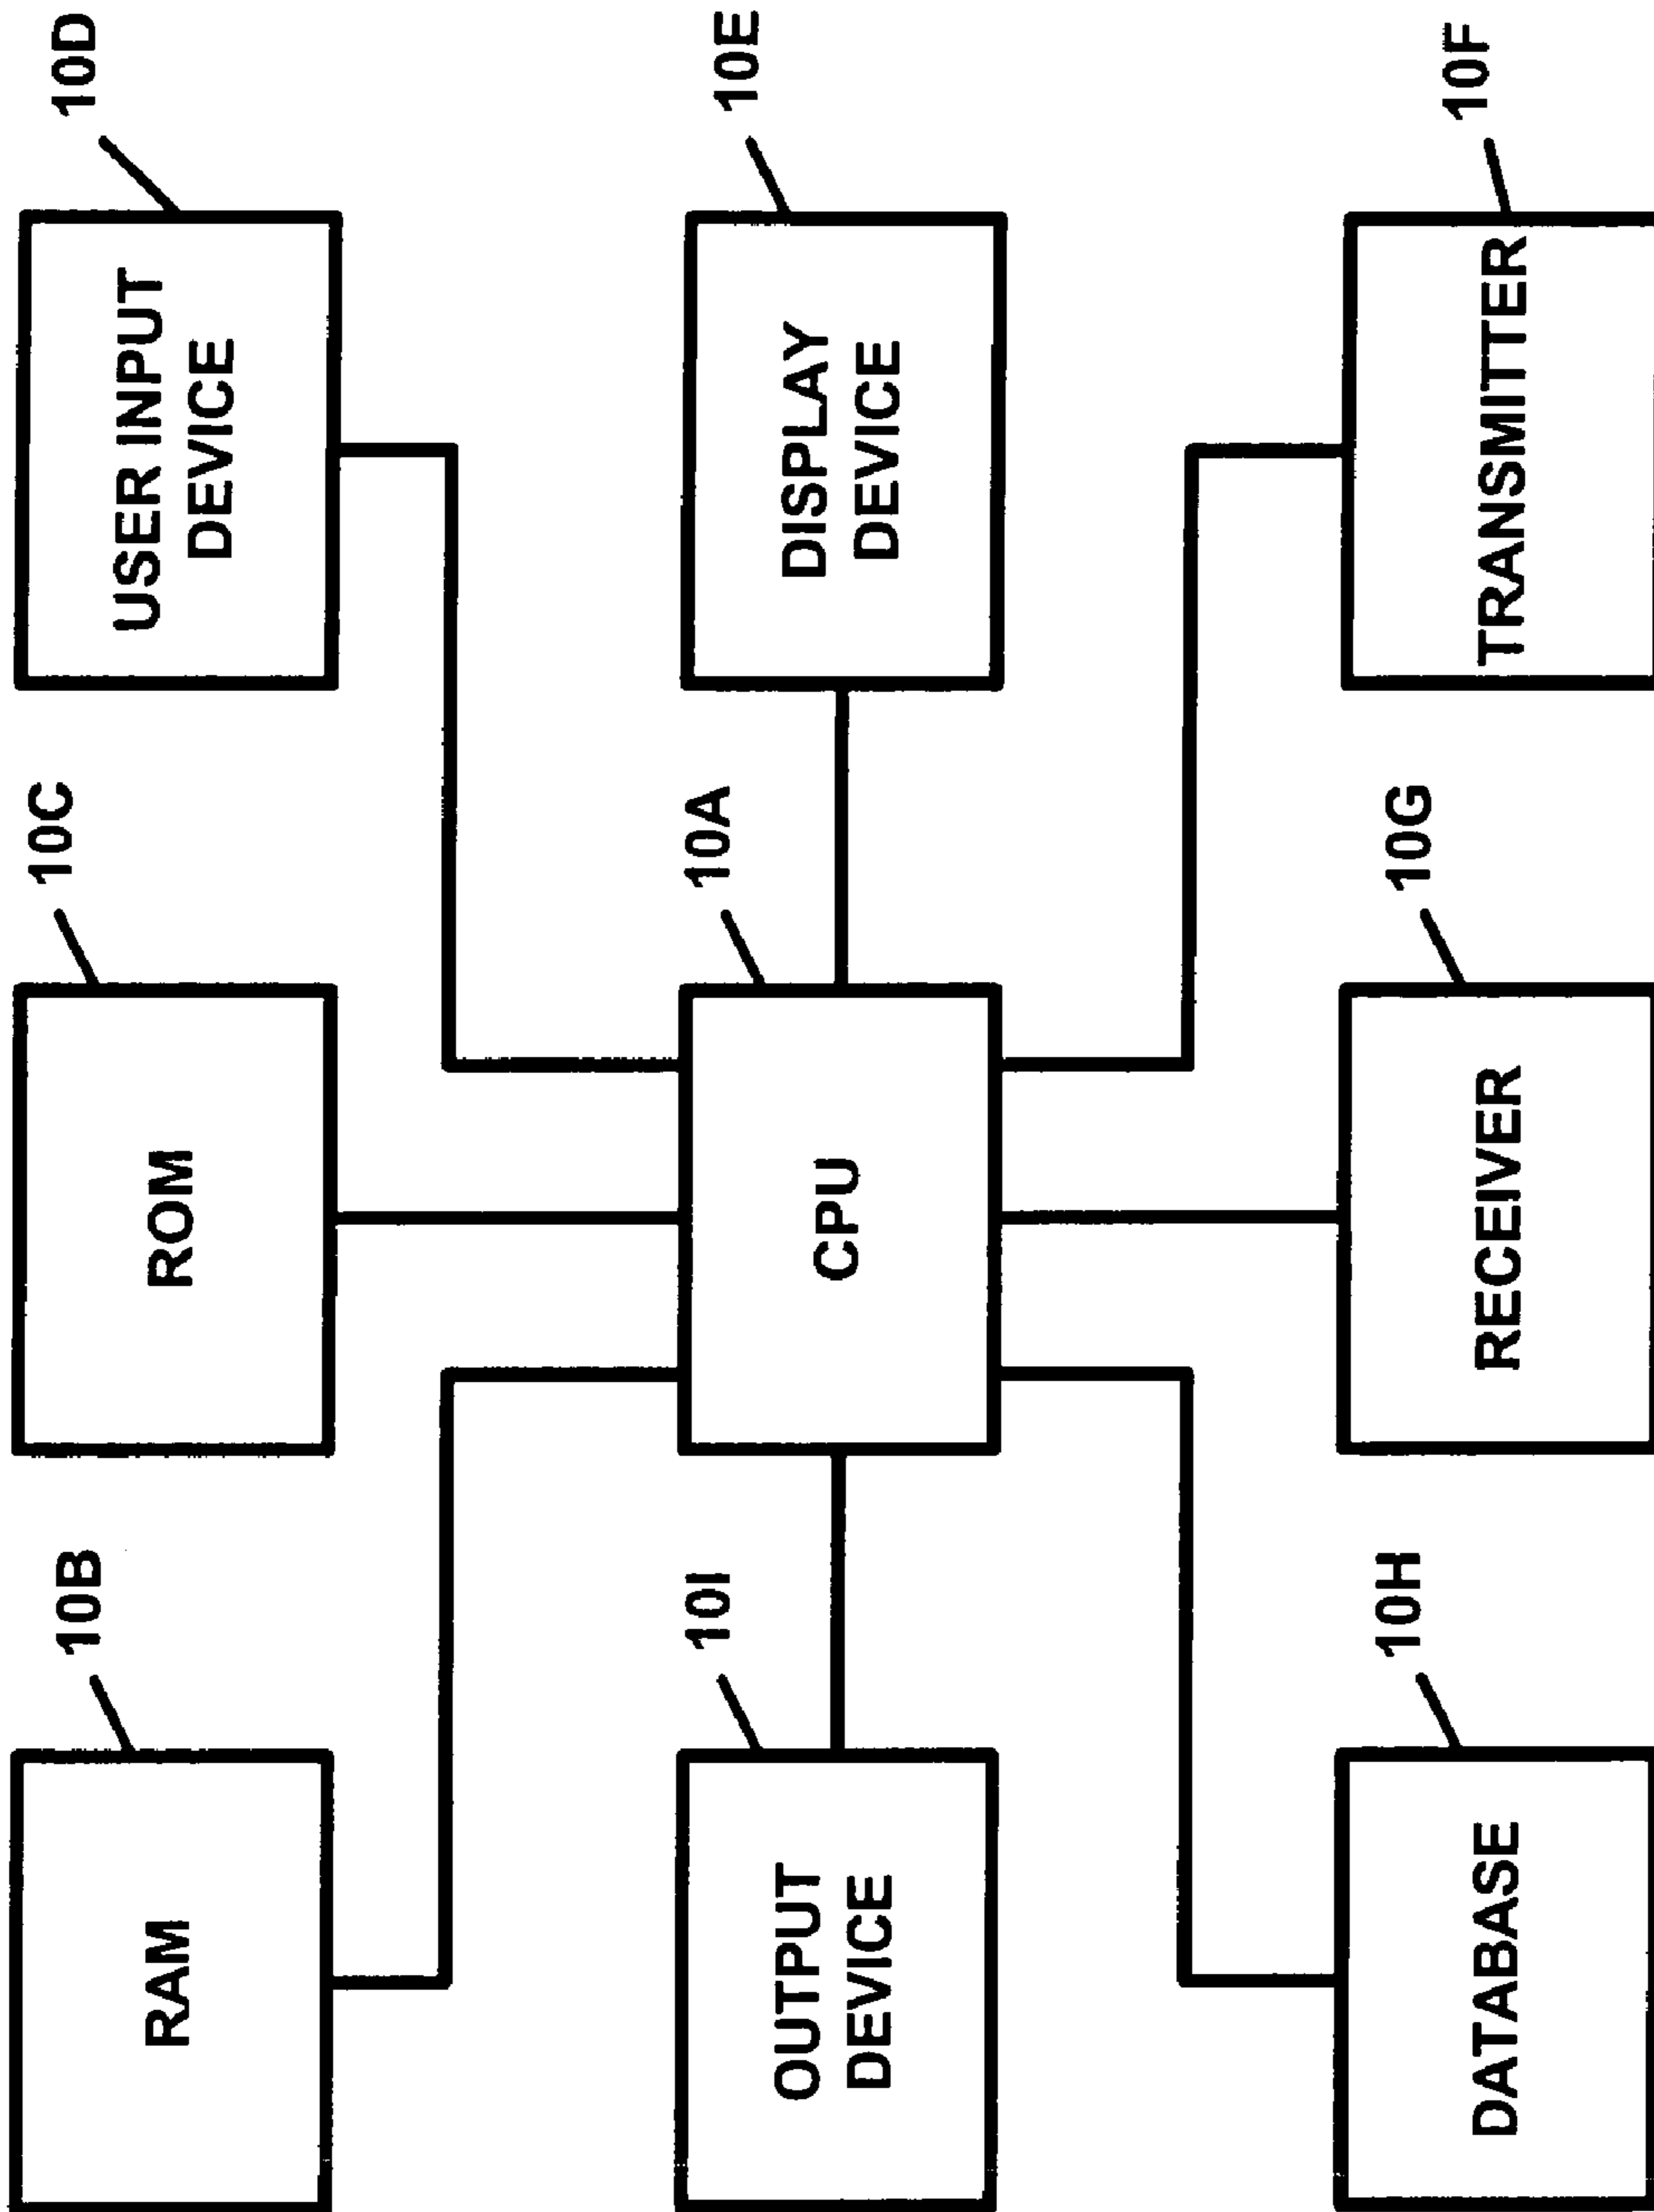 10B
RAM
10C
ROM
10D
USER INPUT
DEVICE
10I
OUTPUT
DEVICE
10A
CPU
10E
DISPLAY
DEVICE
10H
DATABASE
10G
RECEIVER
10F
TRANSMITTER